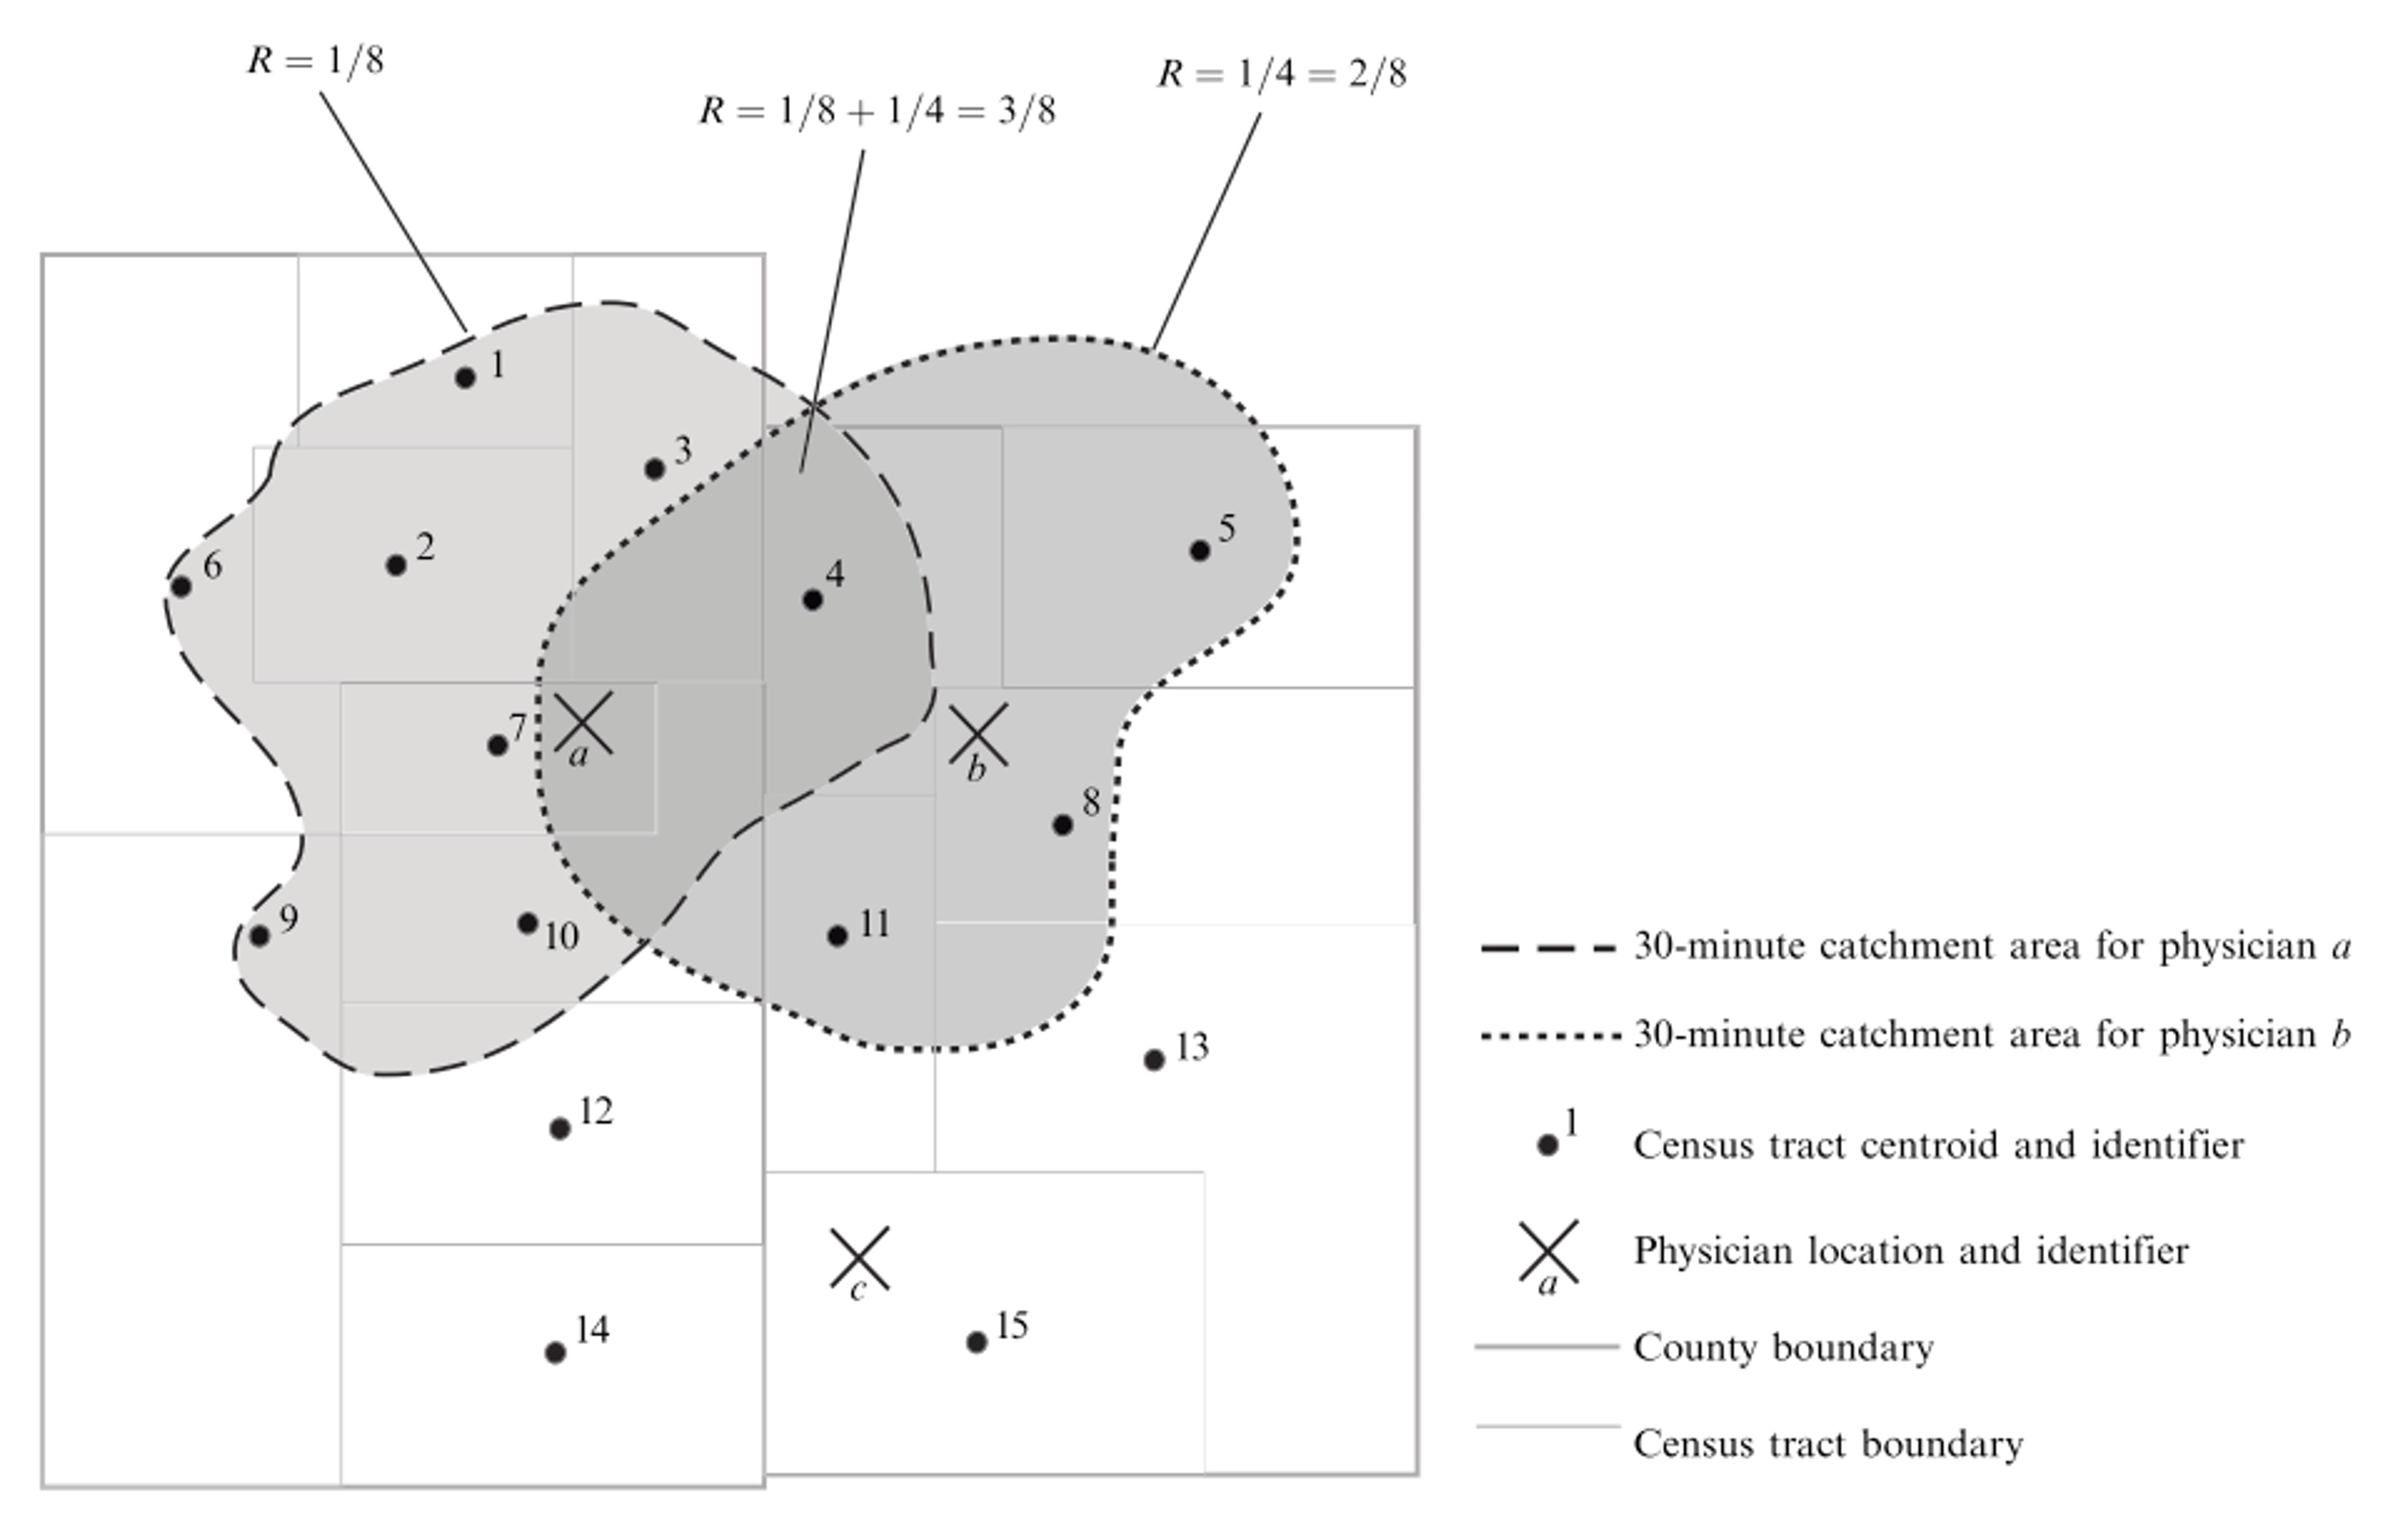 R = 1/8
R = 1/4 = 2/8
R = 1/8 + 1/4 = 3/8
1
3
5
2
6
4
7
a
b
8
9
10
11
30-minute catchment area for physician a
30-minute catchment area for physician b
13
12
1
Census tract centroid and identifier
c
a
Physician location and identifier
14
15
County boundary
Census tract boundary